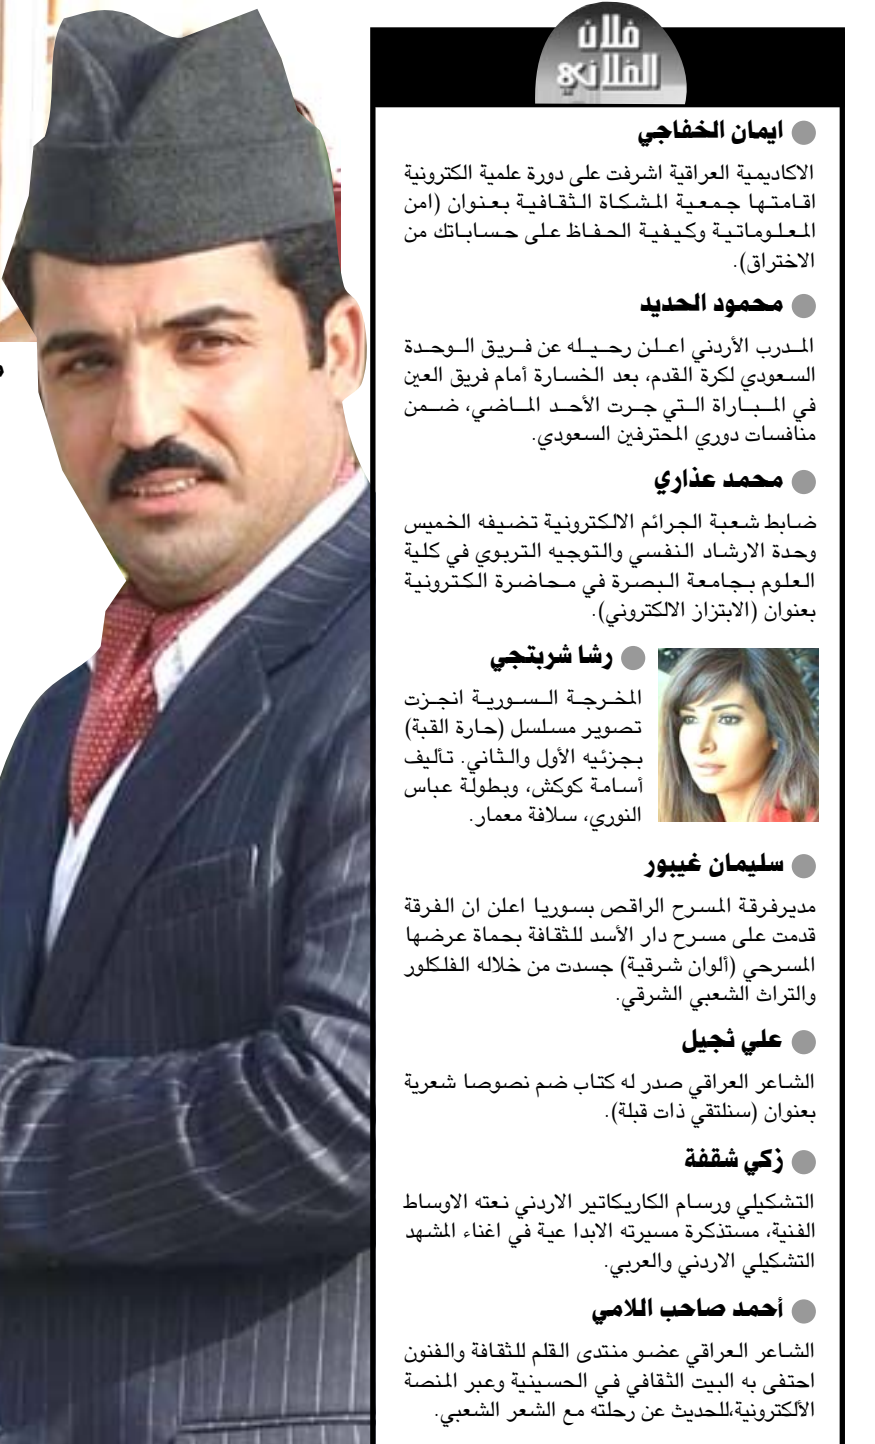 فلان
الفلاني
ايمان الخفاجي
الاكاديمية العراقية اشرفت على دورة علمية الكترونية
اقامتها جمعية المشكاة الثقافية بعنوان (امن
المعلوماتية وكيفية الحفاظ على حساباتك من
الاختراق).
محمود الحديد
المدرب الأردني اعلن رحيله عن فريق الوحدة
السعودي لكرة القدم، بعد الخسارة أمام فريق العين
في المباراة التي جرت الأحد الماضي، ضمن
منافسات دوري المحترفين السعودي.
محمد عذاري
ضابط شعبة الجرائم الالكترونية تضيفه الخميس
وحدة الارشاد النفسي والتوجيه التربوي في كلية
العلوم بجامعة البصرة في محاضرة الكترونية
بعنوان (الابتزاز الالكتروني).
رشا شربتجي
المخرجة السورية انجزت
تصوير مسلسل (حارة القبة)
بجزئيه الأول والثاني. تأليف
أسامة كوكش، وبطولة عباس
النوري، سلافة معمار.
سليمان غيبور
مديرفرقة المسرح الراقص بسوريا اعلن ان الفرقة
قدمت على مسرح دار الأسد للثقافة بحماة عرضها
المسرحي (ألوان شرقية) جسدت من خلاله الفلكلور
والتراث الشعبي الشرقي.
علي ثجيل
الشاعر العراقي صدر له كتاب ضم نصوصا شعرية
بعنوان (سنلتقي ذات قبلة).
زكي شقفة
التشكيلي ورسام الكاريكاتير الاردني نعته الاوساط
الفنية، مستذكرة مسيرته الابدا عية في اغناء المشهد
التشكيلي الاردني والعربي.
أحمد صاحب اللامي
الشاعر العراقي عضو منتدى القلم للثقافة والفنون
احتفى به البيت الثقافي في الحسينية وعبر المنصة
الألكترونية،للحديث عن رحلته مع الشعر الشعبي.